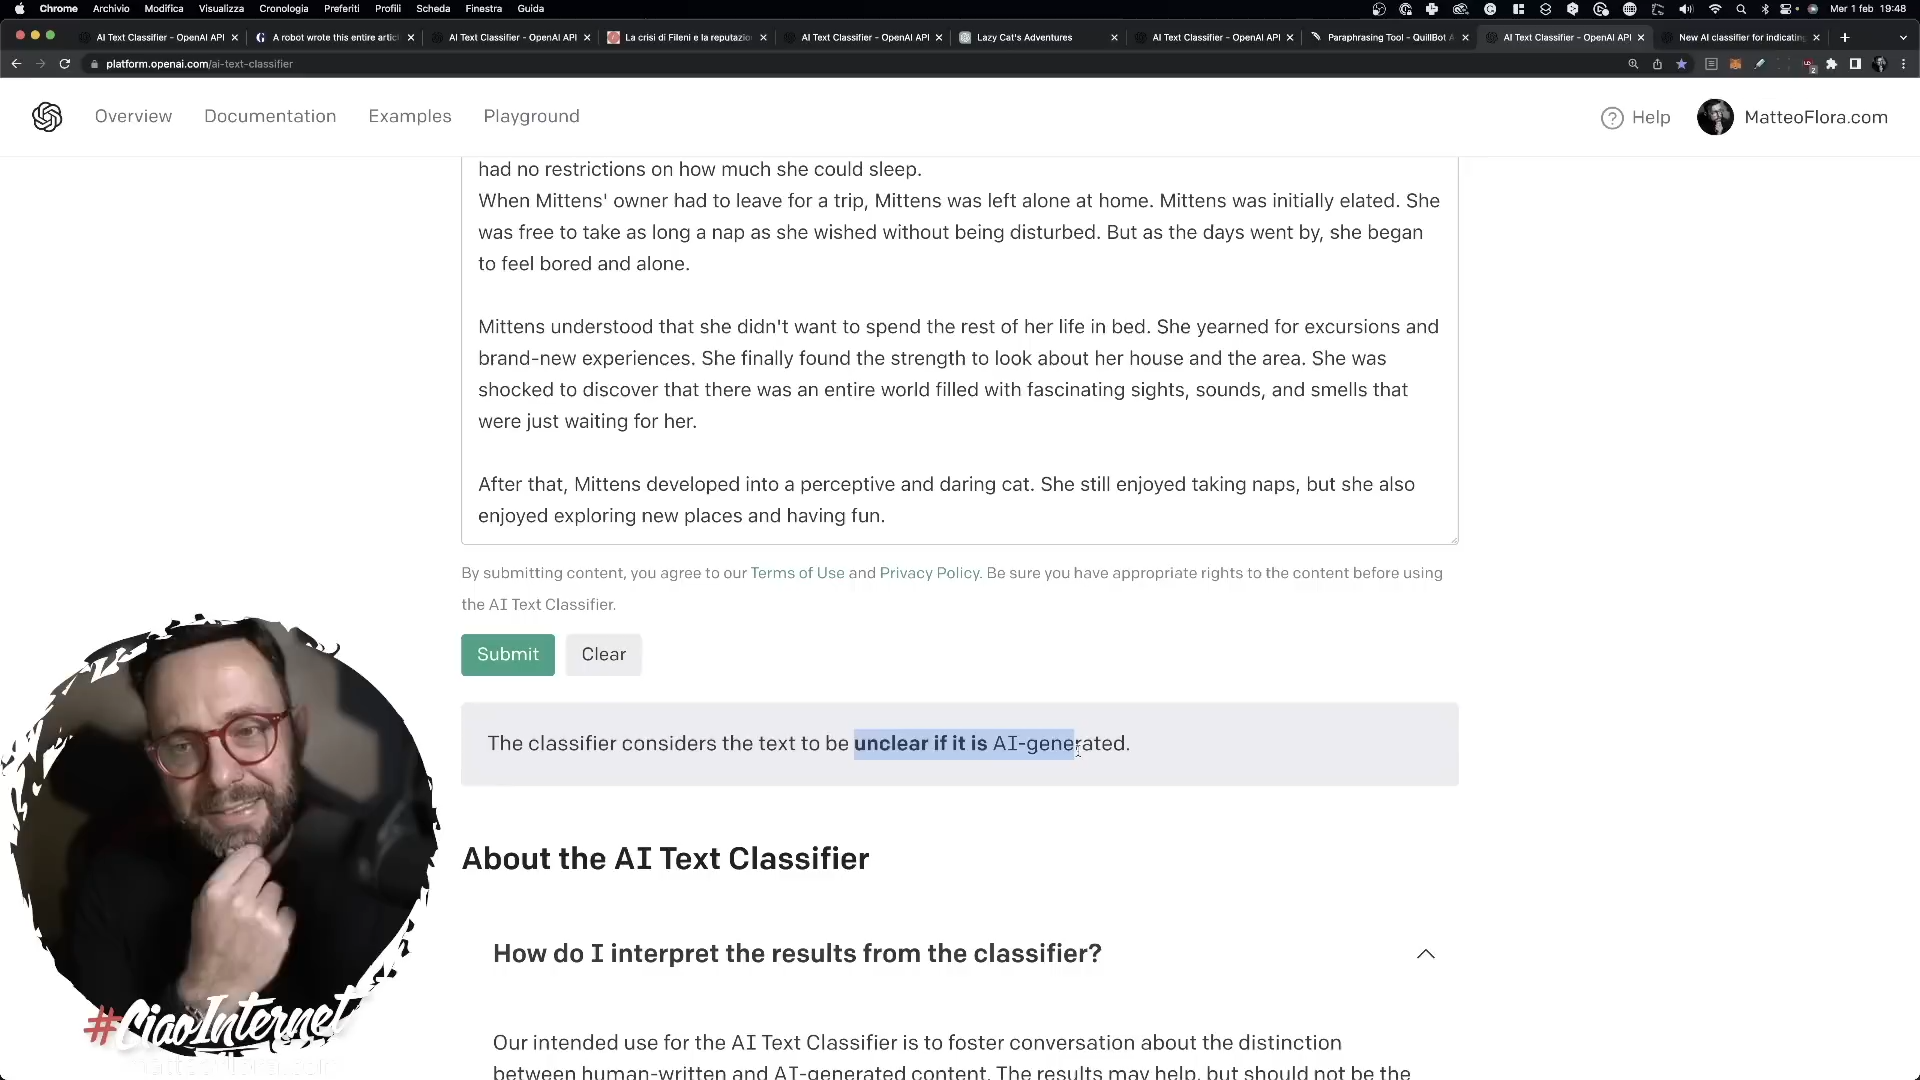 Chrome Archivio Modifica Visualizza Cronologia Preferiti Profili Scheda Finestra Guida Mer 1 feb 19:48
AI Text Classifier - OpenAI API A robot wrote this entire artic AI Text Classifier - OpenAI API La crisi di Fileni e la reputazio AI Text Classifier - OpenAI API Lazy Cat's Adventures AI Text Classifier - OpenAI API Paraphrasing Tool - QuillBot A AI Text Classifier - OpenAI API New AI classifier for indicatin
platform.openai.com/ai-text-classifier
Overview Documentation Examples Playground Help MatteoFlora.com
had no restrictions on how much she could sleep.
When Mittens' owner had to leave for a trip, Mittens was left alone at home. Mittens was initially elated. She
was free to take as long a nap as she wished without being disturbed. But as the days went by, she began
to feel bored and alone.
Mittens understood that she didn't want to spend the rest of her life in bed. She yearned for excursions and
brand-new experiences. She finally found the strength to look about her house and the area. She was
shocked to discover that there was an entire world filled with fascinating sights, sounds, and smells that
were just waiting for her.
After that, Mittens developed into a perceptive and daring cat. She still enjoyed taking naps, but she also
enjoyed exploring new places and having fun.
By submitting content, you agree to our Terms of Use and Privacy Policy. Be sure you have appropriate rights to the content before using
the AI Text Classifier.
Submit Clear
The classifier considers the text to be unclear if it is AI-generated.
About the AI Text Classifier
How do I interpret the results from the classifier?
Our intended use for the AI Text Classifier is to foster conversation about the distinction
between human-written and AI-generated content. The results may help, but should not be the
#CiaoInternet